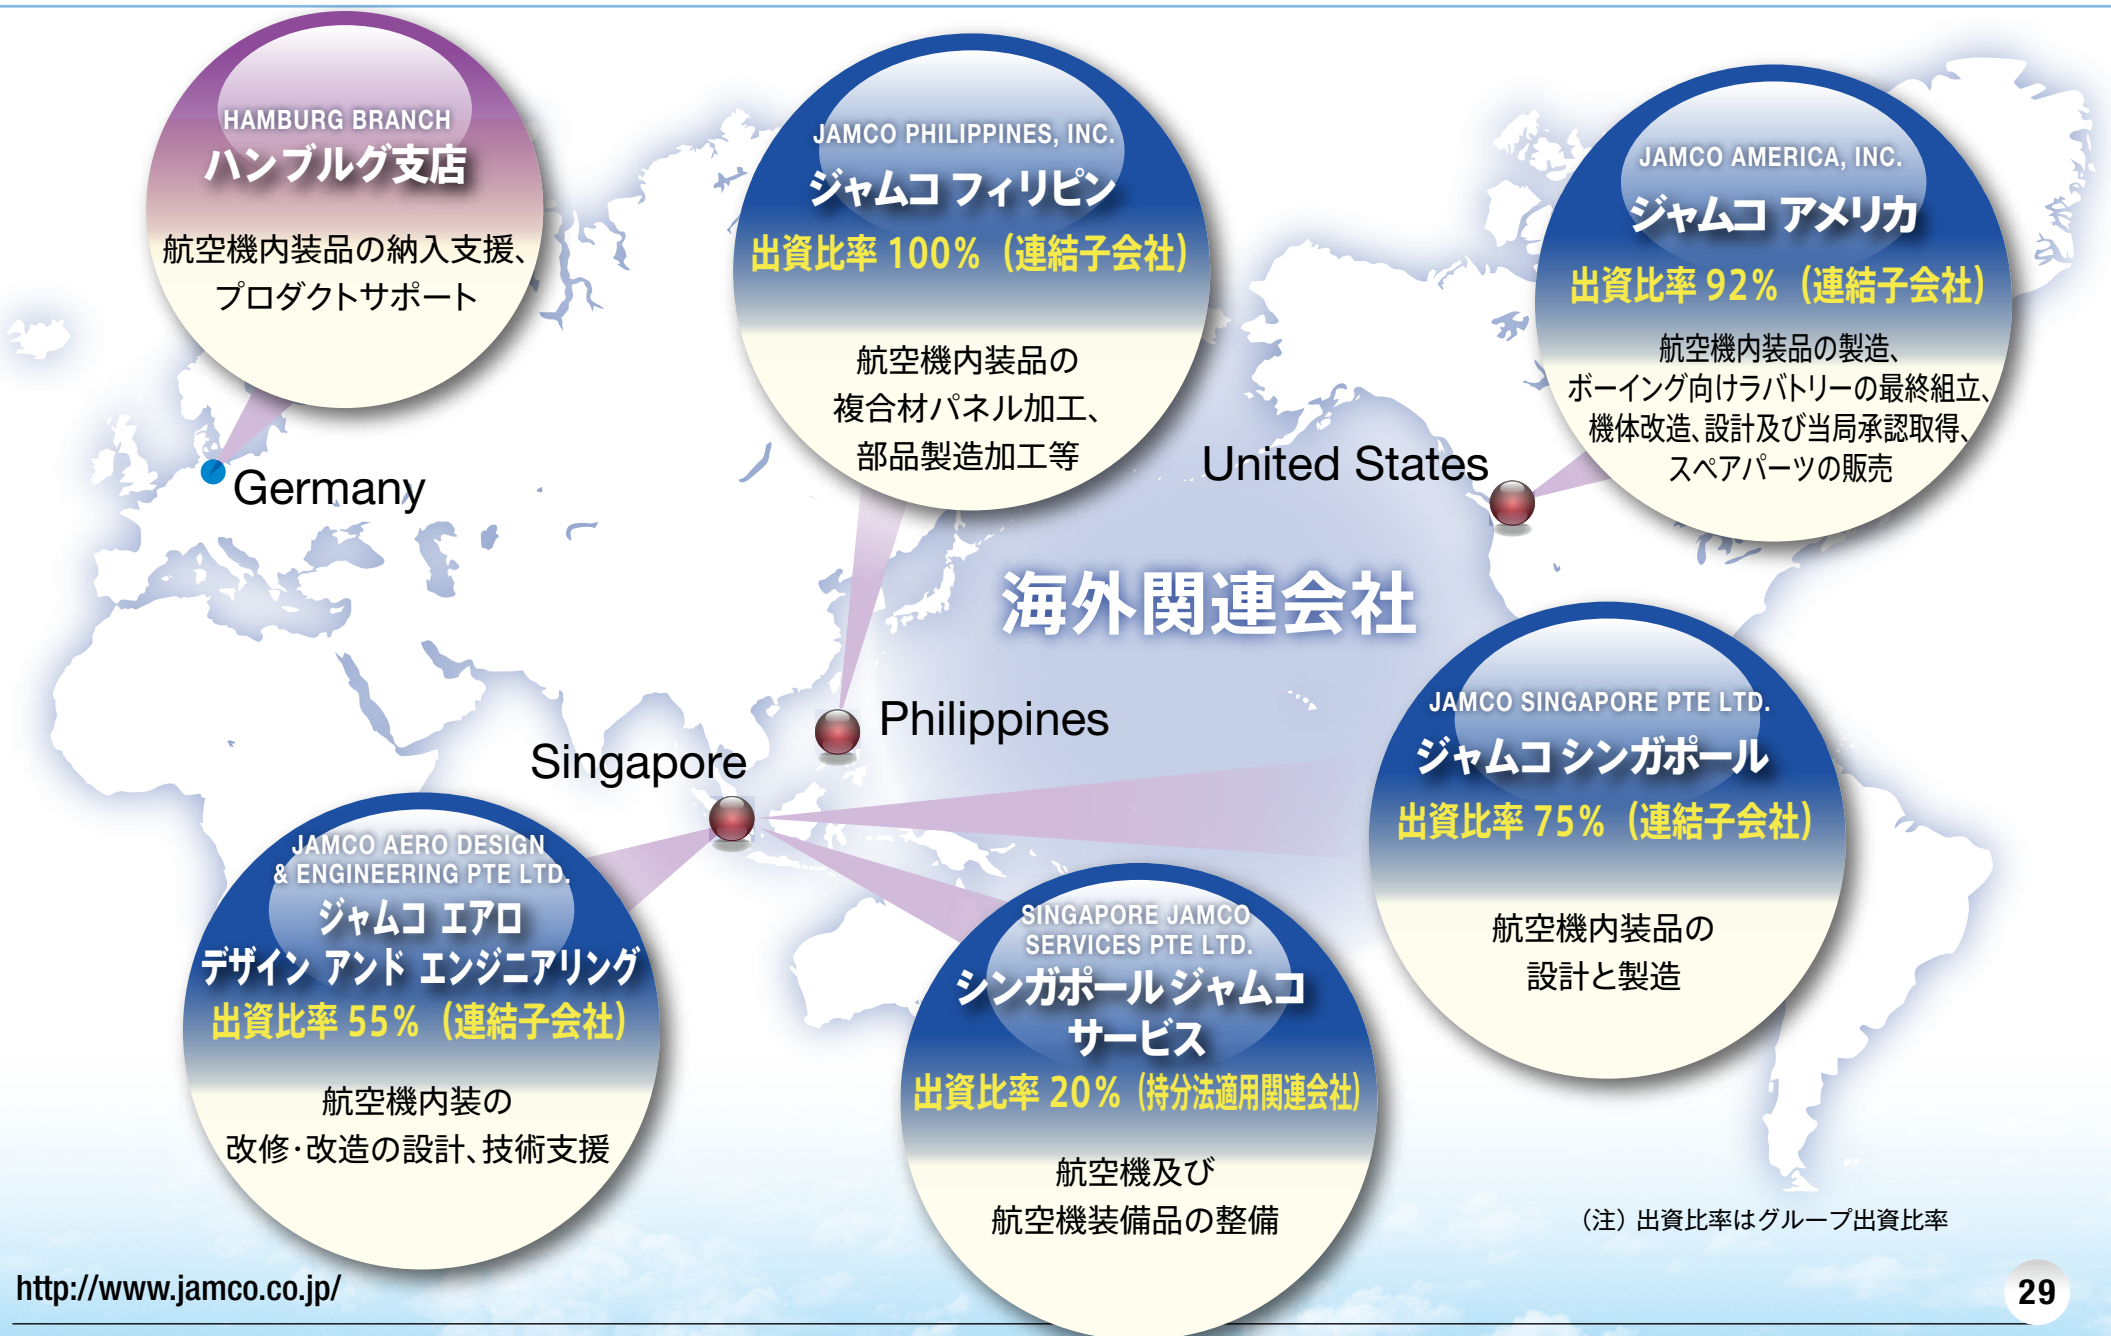 HAMBURG BRANCH
ハンブルグ支店
航空機内装品の納入支援、
プロダクトサポート
JAMCO PHILIPPINES, INC.
ジャムコ フィリピン
出資比率 100%（連結子会社）
航空機内装品の
複合材パネル加工、
部品製造加工等
JAMCO AMERICA, INC.
ジャムコ アメリカ
出資比率 92%（連結子会社）
航空機内装品の製造、
ボーイング向けラバトリーの最終組立、
機体改造、設計及び当局承認取得、
スペアパーツの販売
Germany
United States
海外関連会社
Philippines
Singapore
JAMCO SINGAPORE PTE LTD.
ジャムコ シンガポール
出資比率 75%（連結子会社）
航空機内装品の
設計と製造
JAMCO AERO DESIGN
& ENGINEERING PTE LTD.
ジャムコ エアロ
デザイン アンド エンジニアリング
出資比率 55%（連結子会社）
航空機内装の
改修・改造の設計、技術支援
SINGAPORE JAMCO
SERVICES PTE LTD.
シンガポール ジャムコ
サービス
出資比率 20%（持分法適用関連会社）
航空機及び
航空機装備品の整備
（注）出資比率はグループ出資比率
http://www.jamco.co.jp/
29